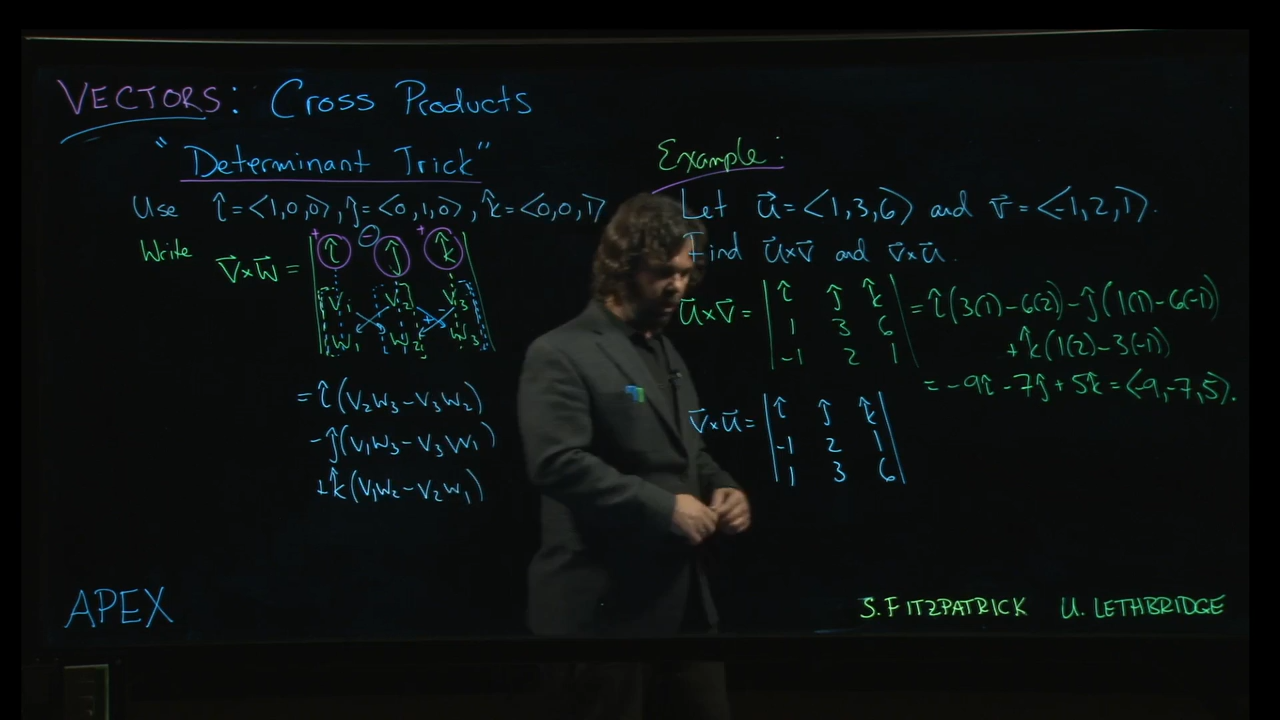 VECTORS: Cross Products
"Determinant Trick"
Use î=<1,0,0>, ĵ=<0,1,0>, k̂=<0,0,1>
Write v⃗×w⃗ = | + î ⊖ ĵ + k̂ |
| v₁ v₂ v₃ |
| w₁ w₂ w₃ |
= î(v₂w₃-v₃w₂)
-ĵ(v₁w₃-v₃w₁)
+k̂(v₁w₂-v₂w₁)
APEX
Example:
Let u⃗=<1,3,6> and v⃗=<-1,2,1>.
Find u⃗×v⃗ and v⃗×u⃗.
u⃗×v⃗ = | î ĵ k̂ |
| 1 3 6 |
| -1 2 1 |
= î(3(1)-6(2))-ĵ(1(1)-6(-1))
+k̂(1(2)-3(-1))
= -9î-7ĵ+5k̂=<-9,-7,5>.
v⃗×u⃗ = | î ĵ k̂ |
| -1 2 1 |
| 1 3 6 |
S. FITZPATRICK U. LETHBRIDGE